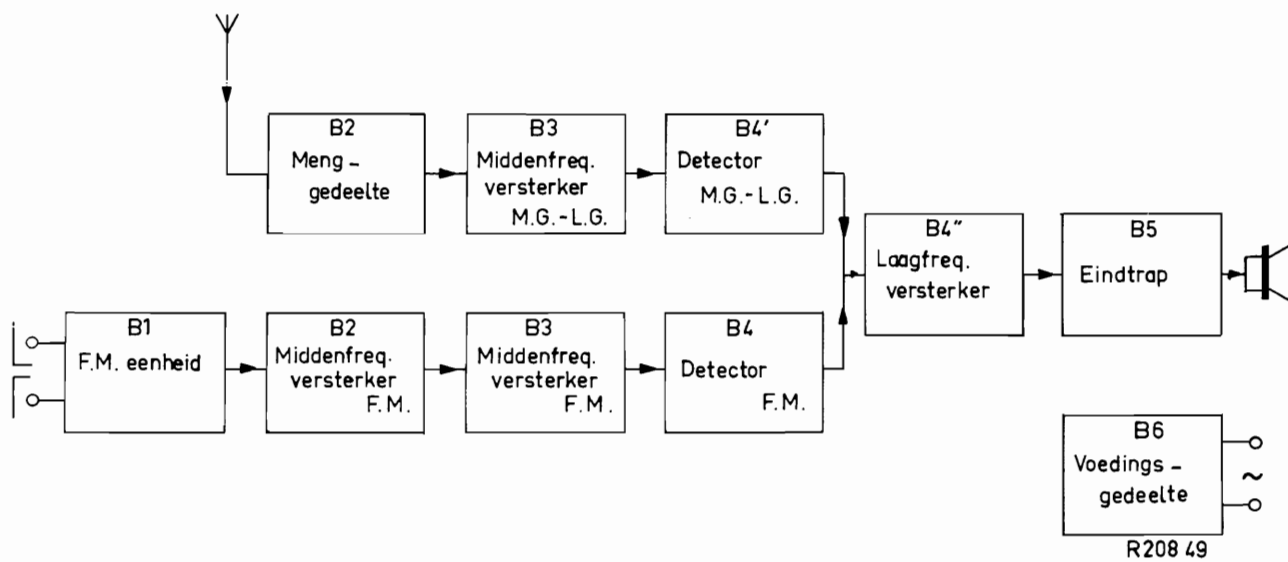 B2
Meng -
gedeelte
B3
Middenfreq.
versterker
M.G.-L.G.
B4'
Detector
M.G.-L.G.
B4"
Laagfreq.
versterker
B5
Eindtrap
B1
F.M. eenheid
B2
Middenfreq.
versterker
F.M.
B3
Middenfreq.
versterker
F.M.
B4
Detector
F.M.
B6
Voedings -
gedeelte
~
R208 49